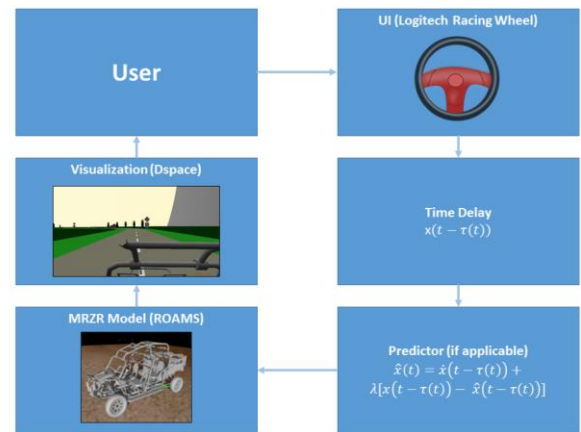 User
UI (Logitech Racing Wheel)
Visualization (Dspace)
Time Delay
x(t − τ(t))
MRZR Model (ROAMS)
Predictor (if applicable)
x̂(t) = ẋ(t − τ(t)) +
λ[x(t − τ(t)) − x̂(t − τ(t))]